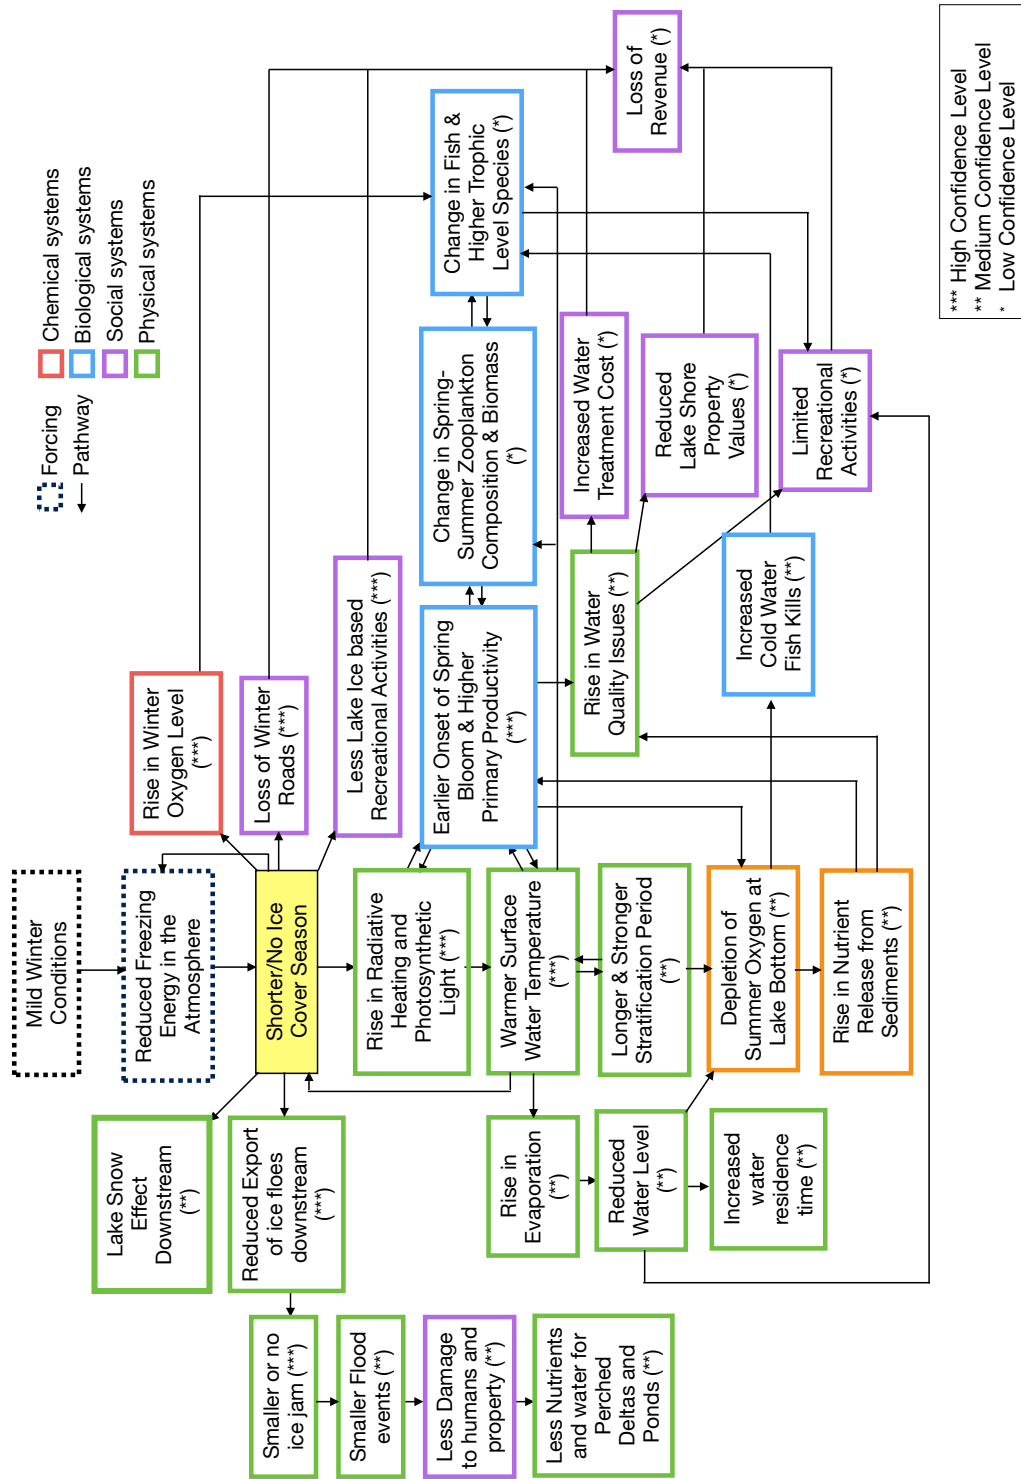 Mild Winter
Conditions
Reduced Freezing
Energy in the
Atmosphere
Shorter/No Ice
Cover Season
Forcing
Pathway
Chemical systems
Biological systems
Social systems
Physical systems
Lake Snow
Effect
Downstream
(**)
Reduced Export
of ice floes
downstream
(***)
Smaller or no
ice jam (***)
Smaller Flood
events (**)
Less Damage
to humans and
property (**)
Less Nutrients
and water for
Perched
Deltas and
Ponds (**)
Rise in Winter
Oxygen Level
(***)
Loss of Winter
Roads (***)
Less Lake Ice based
Recreational Activities (***)
Rise in Radiative
Heating and
Photosynthetic
Light (***)
Warmer Surface
Water Temperature
(***)
Longer & Stronger
Stratification Period
(**)
Depletion of
Summer Oxygen at
Lake Bottom (**)
Rise in Nutrient
Release from
Sediments (**)
Rise in
Evaporation
(**)
Reduced
Water Level
(**)
Increased
water
residence
time (**)
Earlier Onset of Spring
Bloom & Higher
Primary Productivity
(***)
Change in Spring-
Summer Zooplankton
Composition & Biomass
(*)
Change in Fish &
Higher Trophic
Level Species (*)
Rise in Water
Quality Issues (**)
Increased Water
Treatment Cost (*)
Reduced
Lake Shore
Property
Values (*)
Increased
Cold Water
Fish Kills (**)
Limited
Recreational
Activities (*)
Loss of
Revenue (*)
*** High Confidence Level
** Medium Confidence Level
* Low Confidence Level